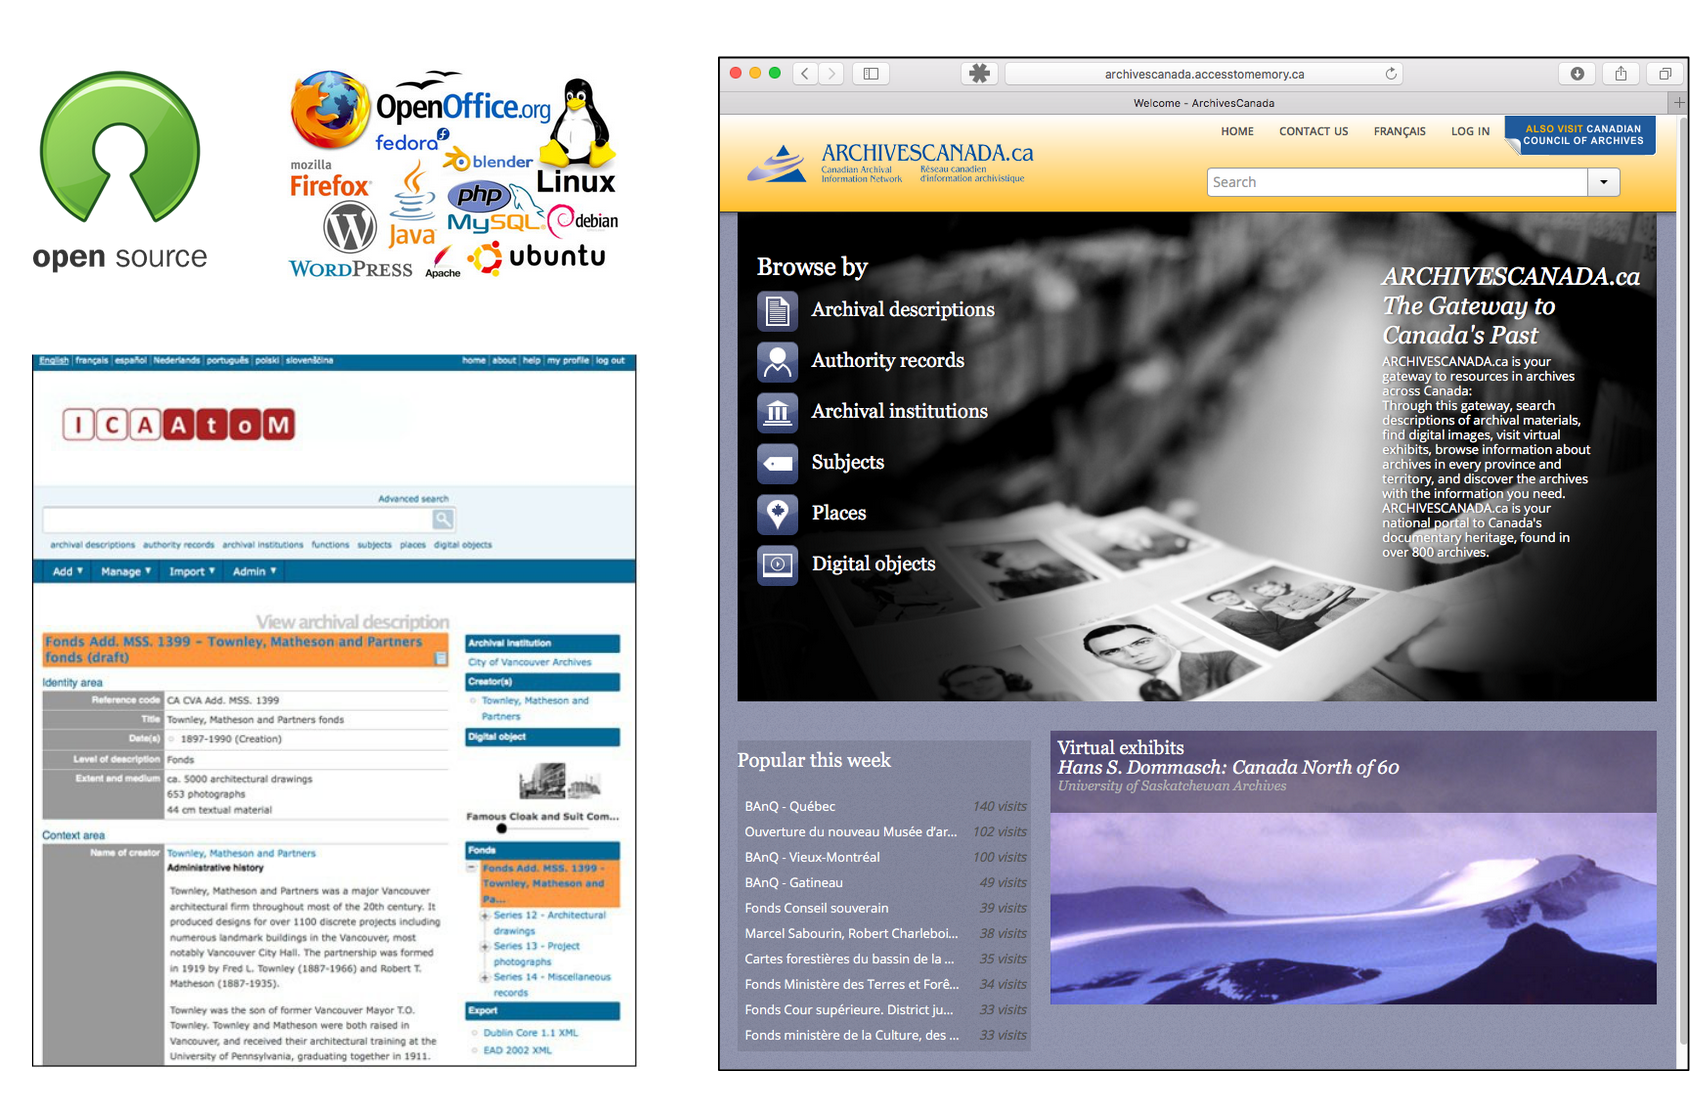 open source
mozilla
Firefox
OpenOffice.org
fedora
blender
Linux
php
MySQL
debian
Java
WORDPRESS
Apache
ubuntu
English | français | español | Nederlands | português | polski | slovenščina
home | about | help | my profile | log out
I C A A t o M
Advanced search
archival descriptions authority records archival institutions functions subjects places digital objects
Add Manage Import Admin
View archival description
Fonds Add. MSS. 1399 – Townley, Matheson and Partners
fonds (draft)
Identity area
Reference code CA CVA Add. MSS. 1399
Title Townley, Matheson and Partners fonds
Date(s) 1897-1990 (Creation)
Level of description Fonds
Extent and medium ca. 5000 architectural drawings
653 photographs
44 cm textual material
Context area
Name of creator Townley, Matheson and Partners
Administrative history
Townley, Matheson and Partners was a major Vancouver
architectural firm throughout most of the 20th century. It
produced designs for over 1100 discrete projects including
numerous landmark buildings in the Vancouver, most
notably Vancouver City Hall. The partnership was formed
in 1919 by Fred L. Townley (1887-1966) and Robert T.
Matheson (1887-1935).
Townley was the son of former Vancouver Mayor T.O.
Townley. Townley and Matheson were both raised in
Vancouver, and received their architectural training at the
University of Pennsylvania, graduating together in 1911.
Archival institution
City of Vancouver Archives
Creator(s)
Townley, Matheson and
Partners
Digital object
Famous Cloak and Suit Com...
Fonds
Fonds Add. MSS. 1399 -
Townley, Matheson and
Pa...
Series 12 - Architectural
drawings
Series 13 - Project
photographs
Series 14 - Miscellaneous
records
Export
Dublin Core 1.1 XML
EAD 2002 XML
archivescanada.accesstomemory.ca
Welcome - ArchivesCanada
HOME CONTACT US FRANÇAIS LOG IN
ALSO VISIT CANADIAN
COUNCIL OF ARCHIVES
ARCHIVESCANADA.ca
Canadian Archival
Information Network
Réseau canadien
d'information archivistique
Search
Browse by
Archival descriptions
Authority records
Archival institutions
Subjects
Places
Digital objects
ARCHIVESCANADA.ca
The Gateway to
Canada's Past
ARCHIVESCANADA.ca is your
gateway to resources in archives
across Canada:
Through this gateway, search
descriptions of archival materials,
find digital images, visit virtual
exhibits, browse information about
archives in every province and
territory, and discover the archives
with the information you need.
ARCHIVESCANADA.ca is your
national portal to Canada's
documentary heritage, found in
over 800 archives.
Popular this week
BAnQ - Québec 140 visits
Ouverture du nouveau Musée d'ar... 102 visits
BAnQ - Vieux-Montréal 100 visits
BAnQ - Gatineau 49 visits
Fonds Conseil souverain 39 visits
Marcel Sabourin, Robert Charleboi... 38 visits
Cartes forestières du bassin de la ... 35 visits
Fonds Ministère des Terres et Forê... 34 visits
Fonds Cour supérieure. District ju... 33 visits
Fonds ministère de la Culture, des ... 33 visits
Virtual exhibits
Hans S. Dommasch: Canada North of 60
University of Saskatchewan Archives